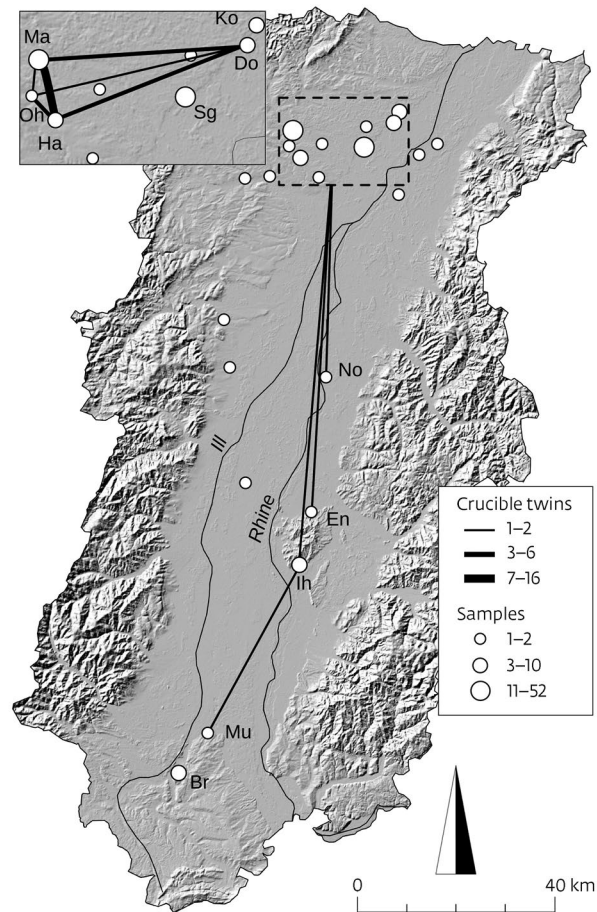 Ko
Ma
Do
Oh
Sg
Ha
No
Ill
Rhine
En
Ih
Mu
Br
Crucible twins
1–2
3–6
7–16
Samples
1–2
3–10
11–52
0 40 km